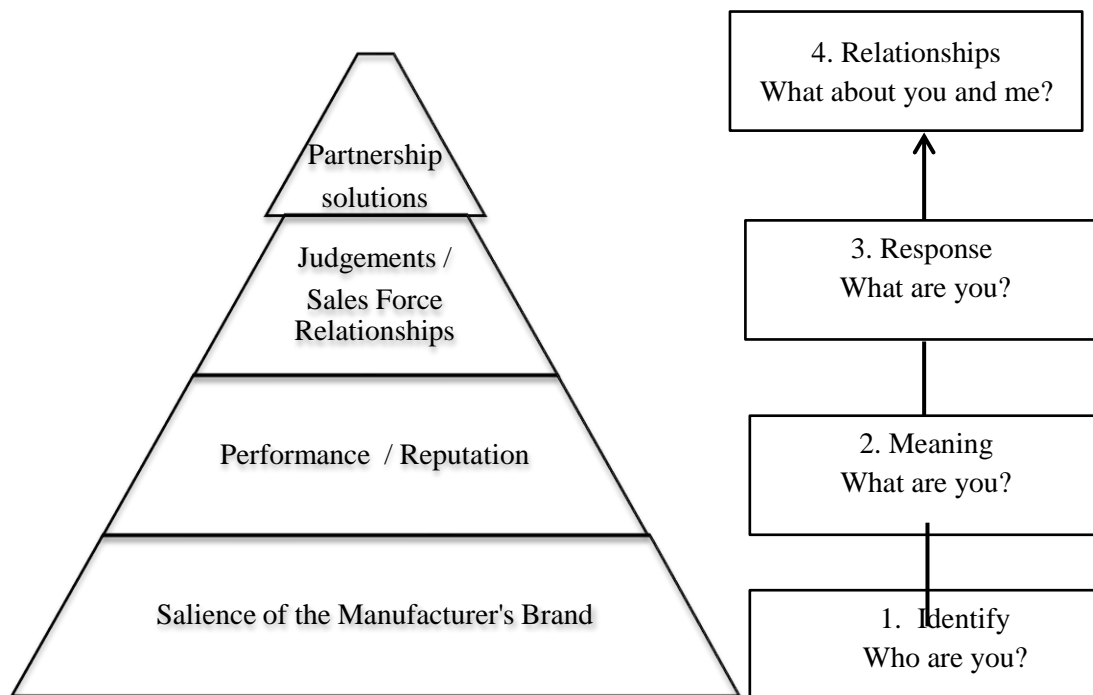 Partnership
solutions
Judgements /
Sales Force
Relationships
Performance / Reputation
Salience of the Manufacturer's Brand
4. Relationships
What about you and me?
3. Response
What are you?
2. Meaning
What are you?
1. Identify
Who are you?